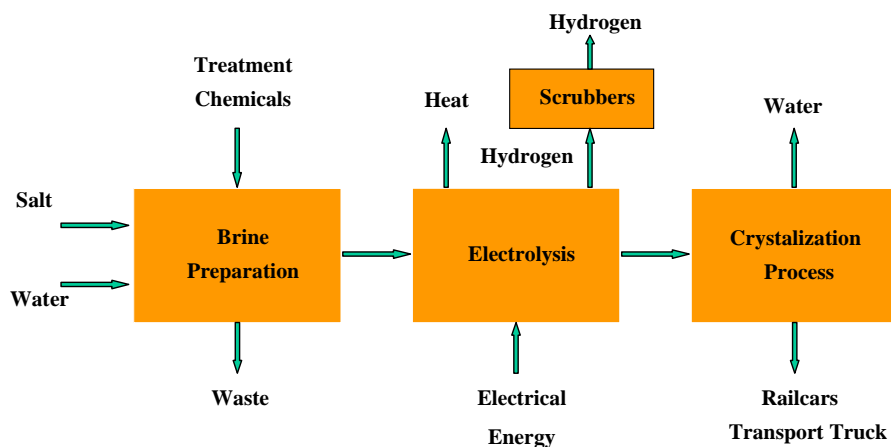 Hydrogen
Treatment
Chemicals
Heat
Scrubbers
Water
Hydrogen
Salt
Brine
Preparation
Electrolysis
Crystalization
Process
Water
Waste
Electrical
Energy
Railcars
Transport Truck